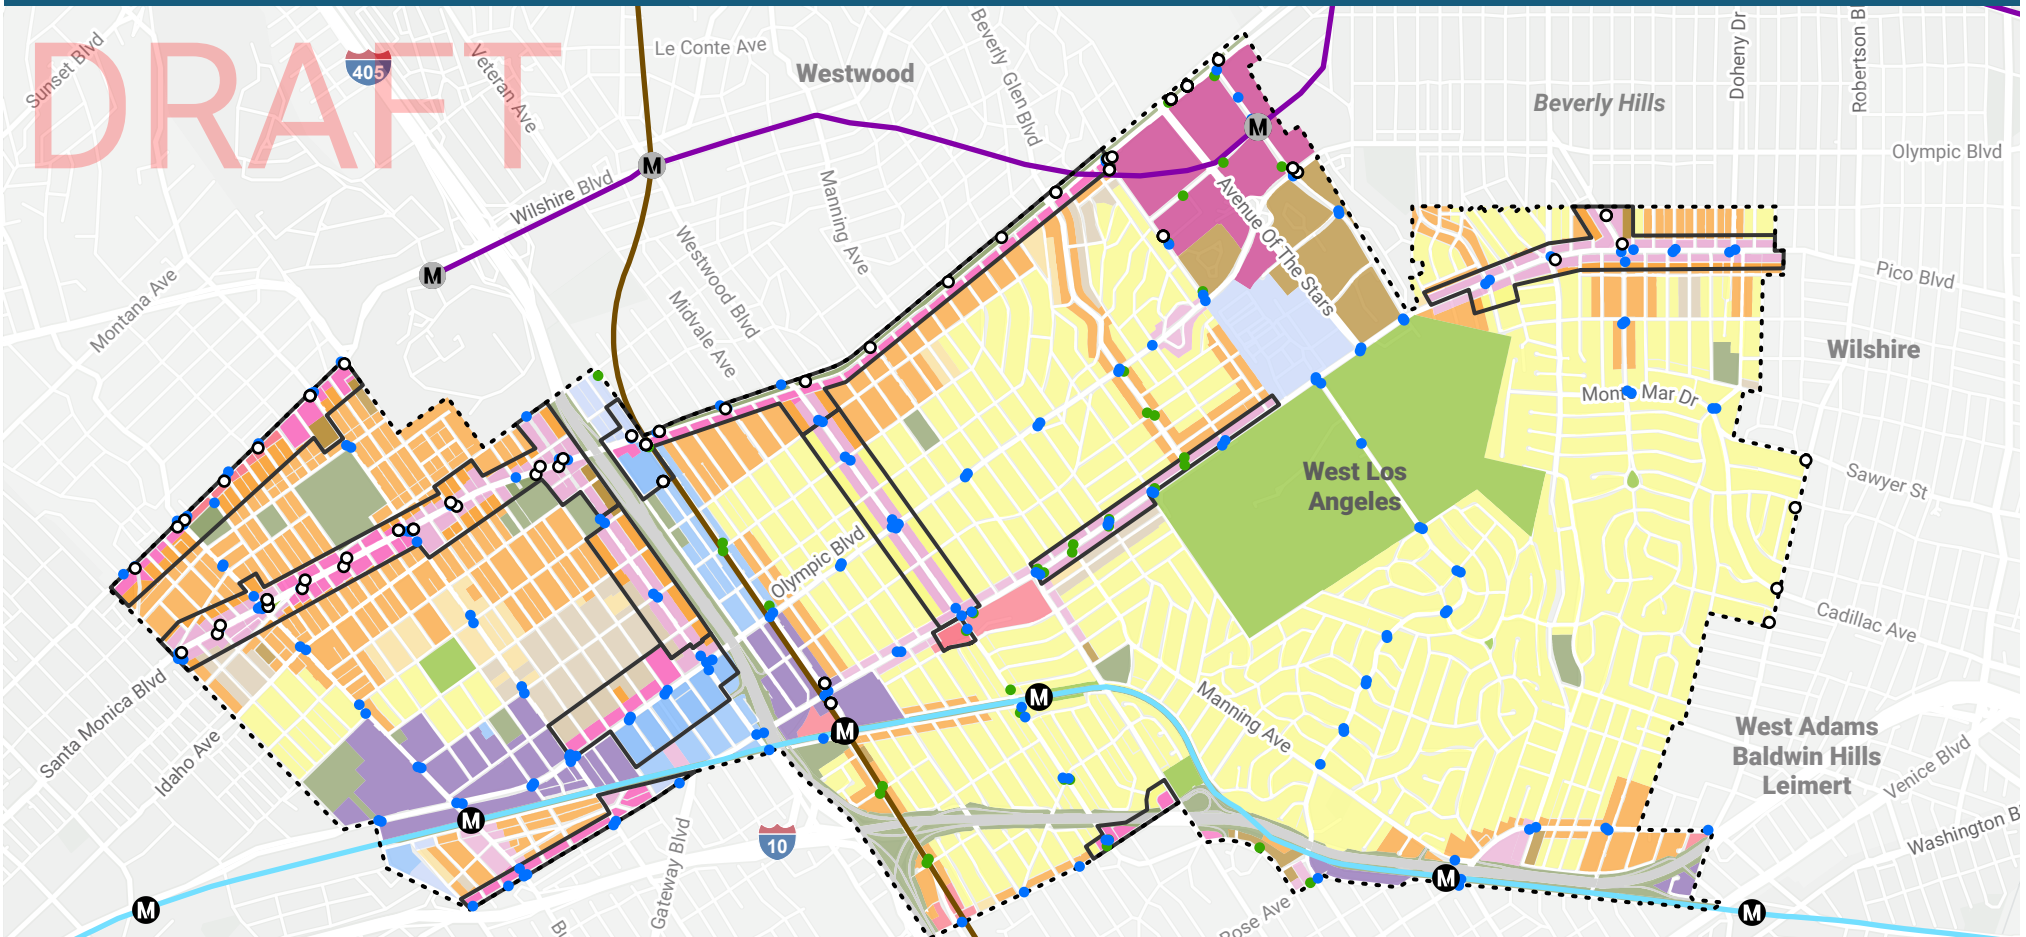 DRAFT
Sunset Blvd
405
Veteran Ave
Le Conte Ave
Westwood
Beverly Glen Blvd
Beverly Hills
Doheny Dr
Olympic Blvd
M
M
M
Wilshire Blvd
Manning Ave
Westwood Blvd
Midvale Ave
Avenue Of The Stars
Montana Ave
Pico Blvd
Wilshire
Mont Mar Dr
West Los
Angeles
Sawyer St
Olympic Blvd
Cadillac Ave
Santa Monica Blvd
Idaho Ave
Manning Ave
West Adams
Baldwin Hills
Leimert
Venice Blvd
M
M
M
10
Gateway Blvd
M
M
M
Rose Ave